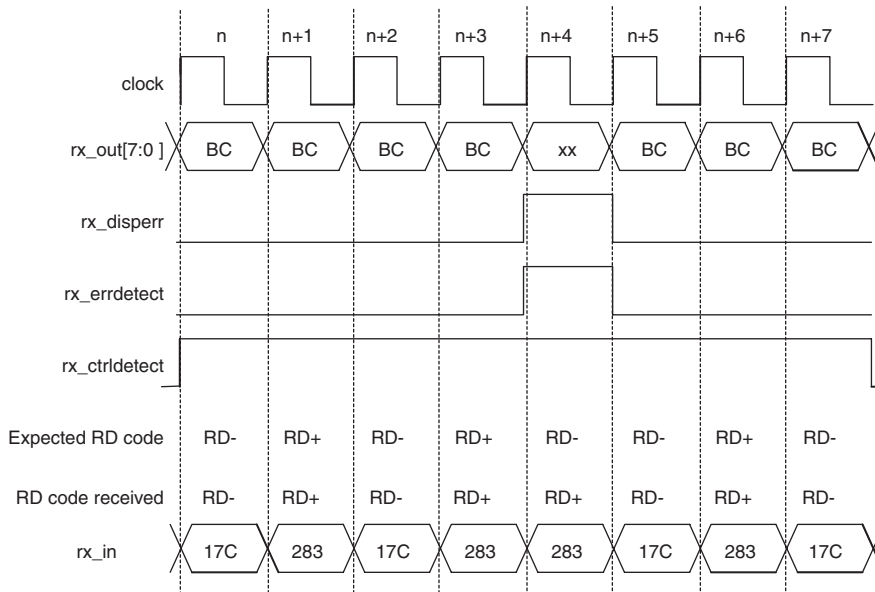 n n+1 n+2 n+3 n+4 n+5 n+6 n+7
clock
rx_out[7:0 ] BC BC BC BC xx BC BC BC
rx_disperr
rx_errdetect
rx_ctrldetect
Expected RD code RD- RD+ RD- RD+ RD- RD- RD+ RD-
RD code received RD- RD+ RD- RD+ RD+ RD- RD+ RD-
rx_in 17C 283 17C 283 283 17C 283 17C